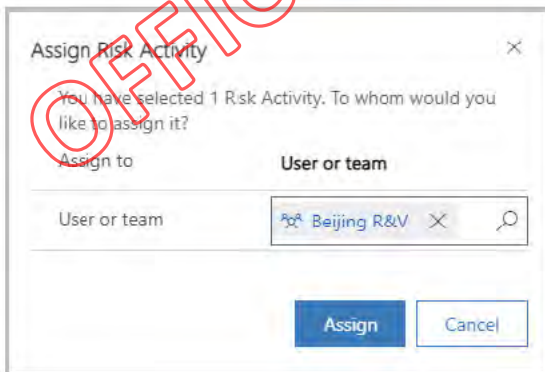 Assign Risk Activity
You have selected 1 Risk Activity. To whom would you
like to assign it?
Assign to User or team
User or team Beijing R&V
Assign Cancel
OFFIC